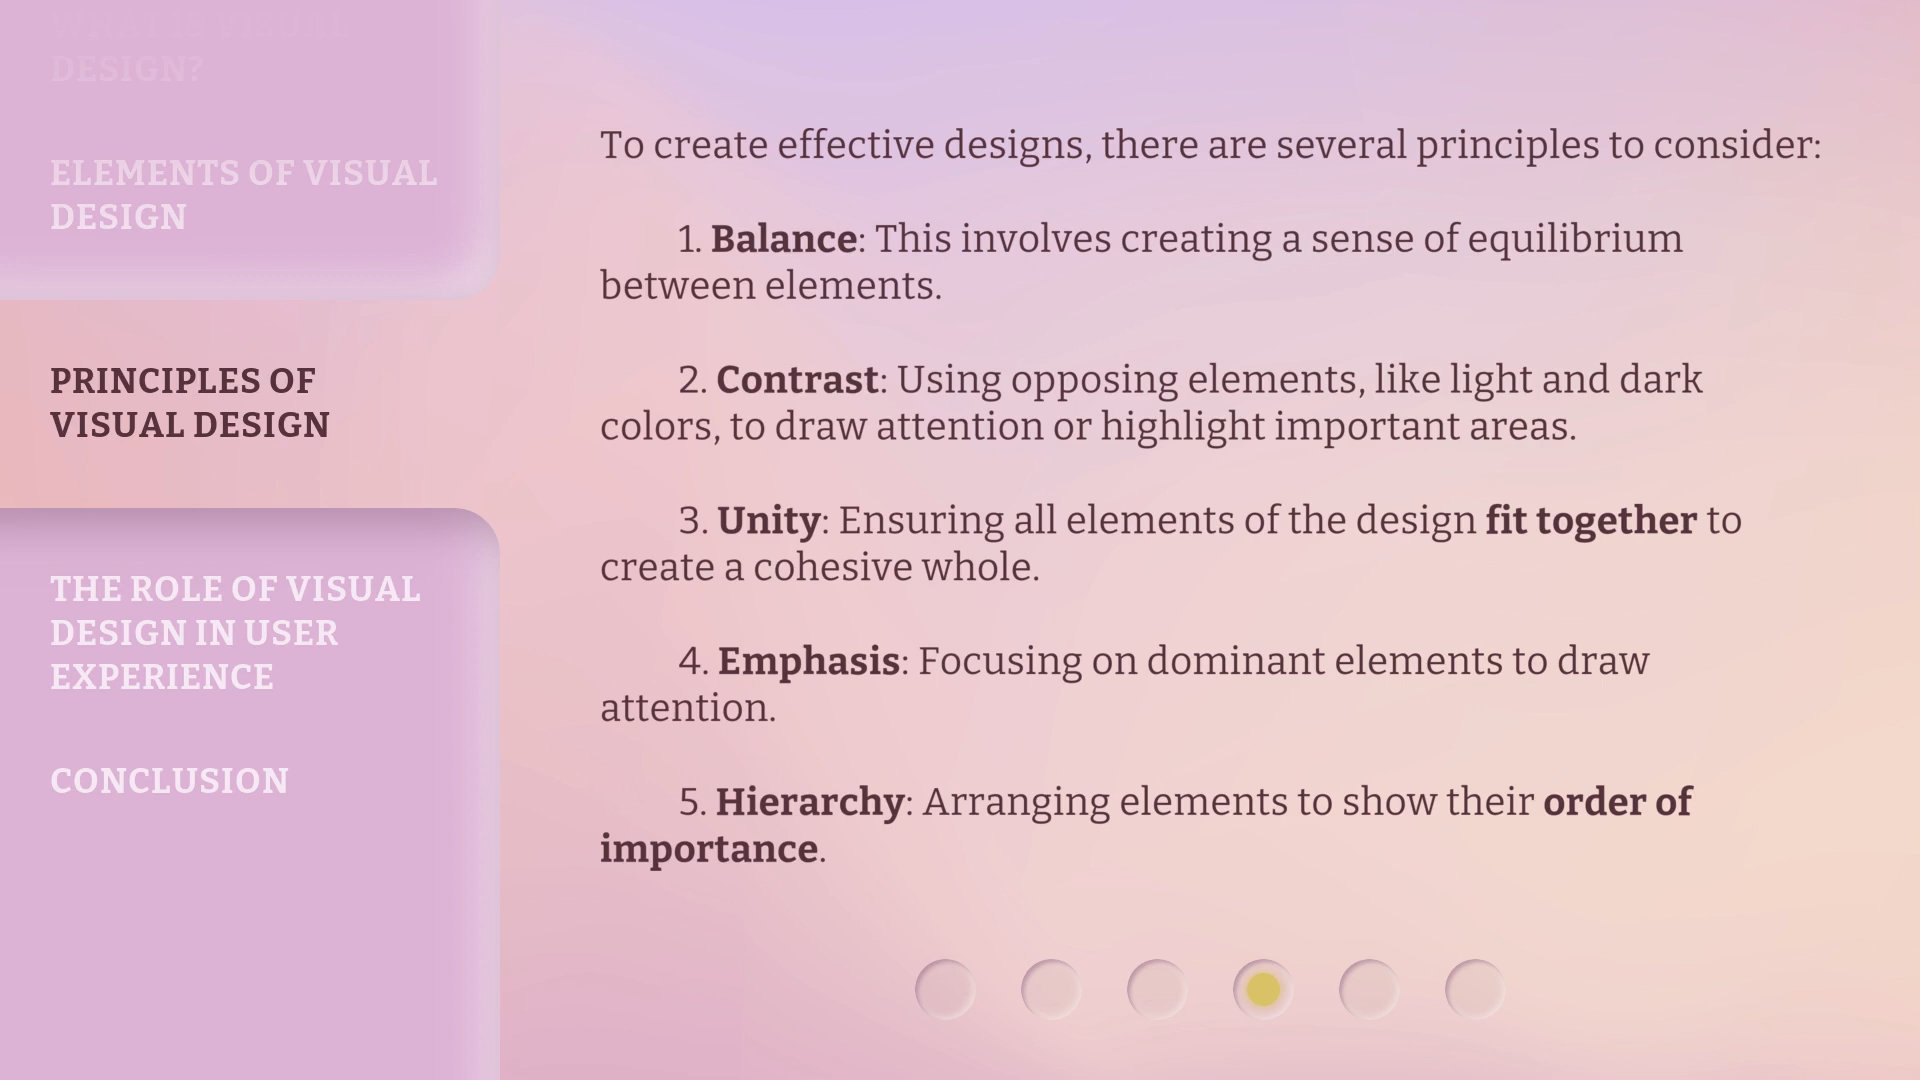 WHAT IS VISUAL
DESIGN?
ELEMENTS OF VISUAL
DESIGN
PRINCIPLES OF
VISUAL DESIGN
THE ROLE OF VISUAL
DESIGN IN USER
EXPERIENCE
CONCLUSION
To create effective designs, there are several principles to consider:
1. Balance: This involves creating a sense of equilibrium
between elements.
2. Contrast: Using opposing elements, like light and dark
colors, to draw attention or highlight important areas.
3. Unity: Ensuring all elements of the design fit together to
create a cohesive whole.
4. Emphasis: Focusing on dominant elements to draw
attention.
5. Hierarchy: Arranging elements to show their order of
importance.